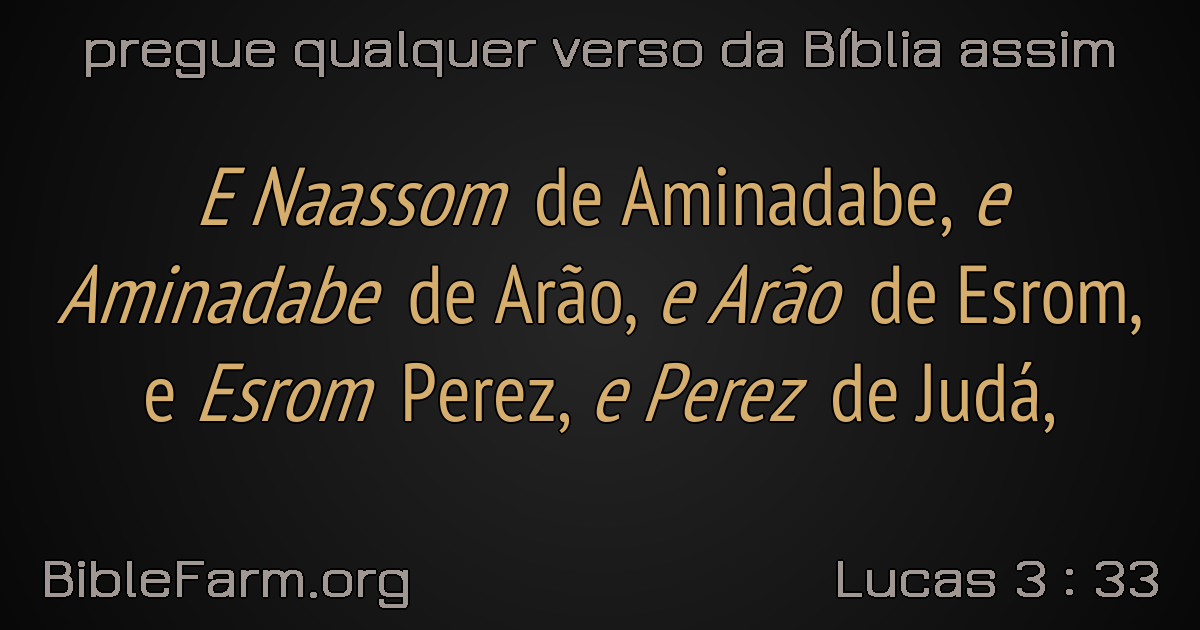 pregue qualquer verso da Bíblia assim
E Naassom de Aminadabe, e
Aminadabe de Arão, e Arão de Esrom,
e Esrom Perez, e Perez de Judá,
BibleFarm.org
Lucas 3 : 33